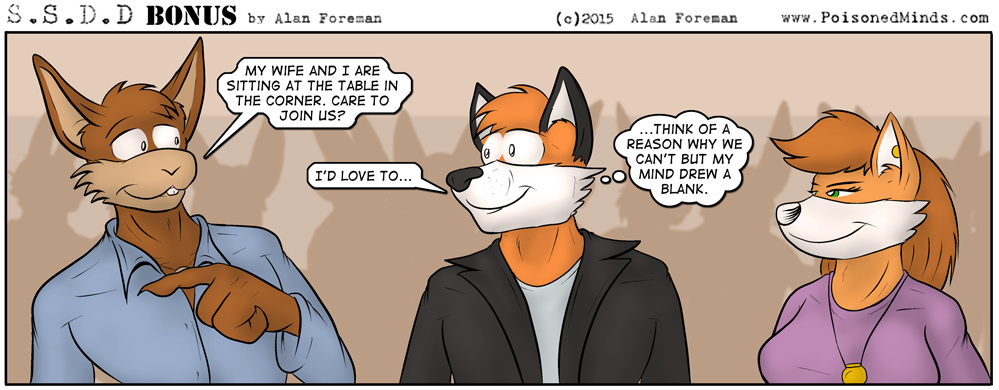 S.S.D.D BONUS by Alan Foreman (c)2015 Alan Foreman www.PoisonedMinds.com
MY WIFE AND I ARE
SITTING AT THE TABLE IN
THE CORNER. CARE TO
JOIN US?
I'D LOVE TO...
...THINK OF A
REASON WHY WE
CAN'T BUT MY
MIND DREW A
BLANK.